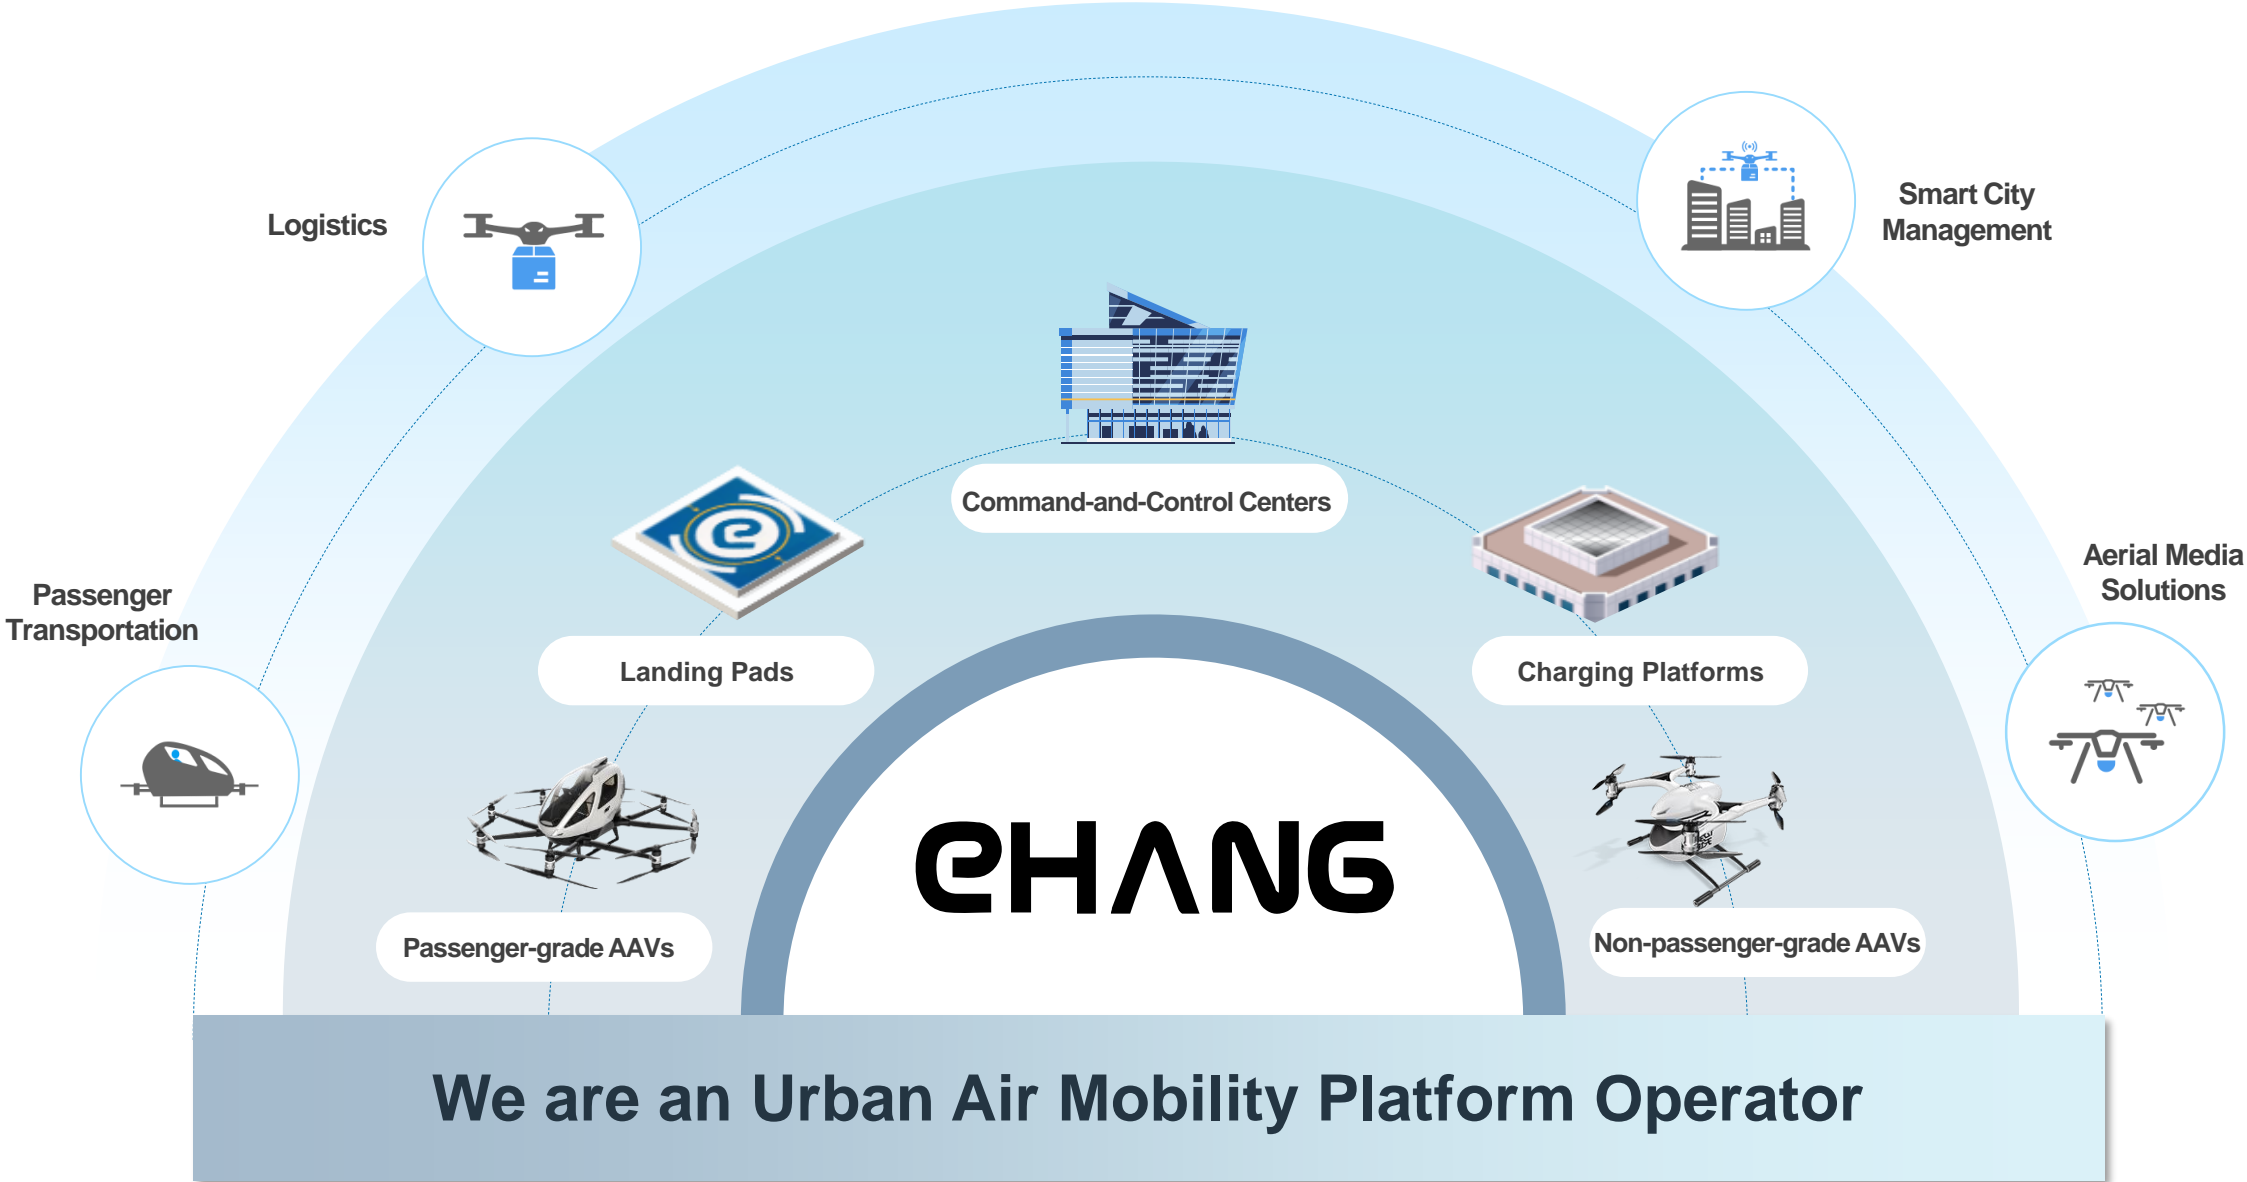 Logistics
Smart City
Management
Passenger
Transportation
Aerial Media
Solutions
Command-and-Control Centers
Landing Pads
Charging Platforms
Passenger-grade AAVs
Non-passenger-grade AAVs
eHANG
We are an Urban Air Mobility Platform Operator